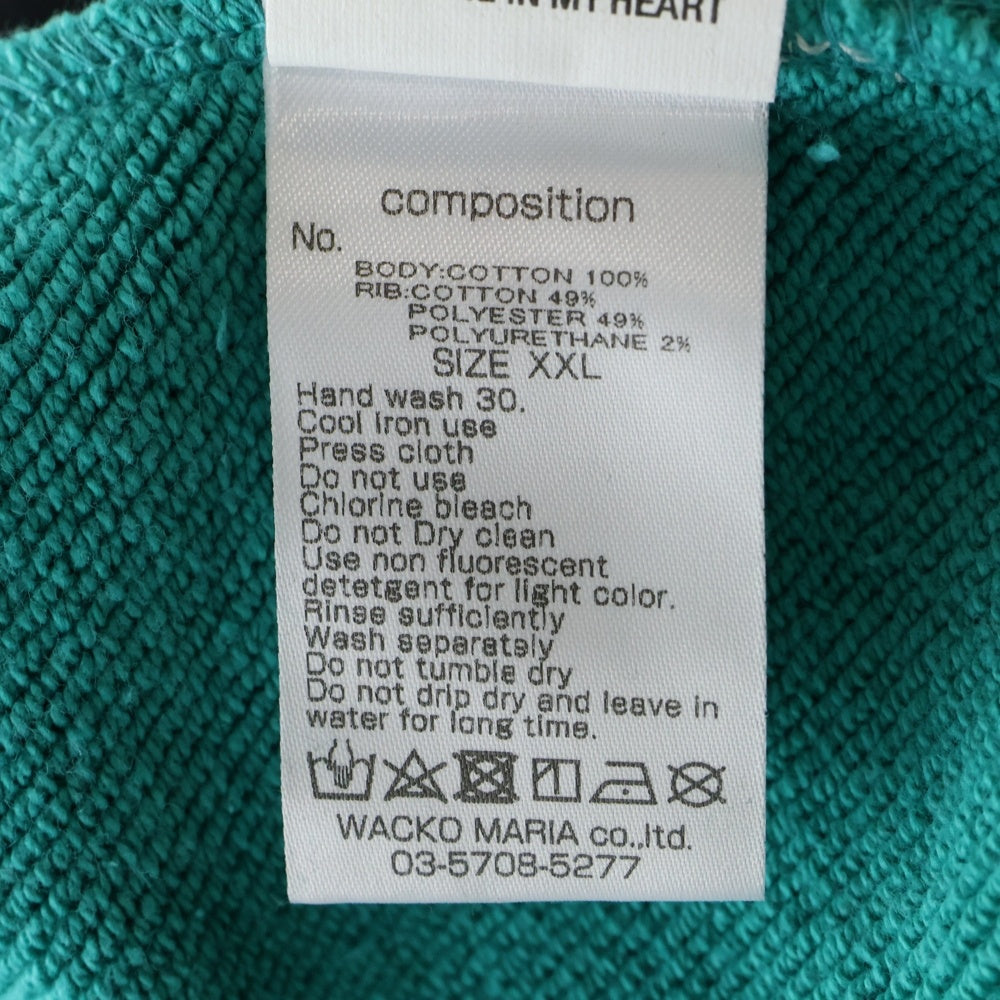 IN MY HEART
composition
No.
BODY:COTTON 100%
RIB:COTTON 49%
POLYESTER 49%
POLYURETHANE 2%
SIZE XXL
Hand wash 30.
Cool Iron use
Press cloth
Do not use
Chlorine bleach
Do not Dry clean
Use non fluorescent
detetgent for light color.
Rinse sufficiently
Wash separately
Do not tumble dry
Do not drip dry and leave in
water for long time.
WACKO MARIA co.,ltd.
03-5708-5277